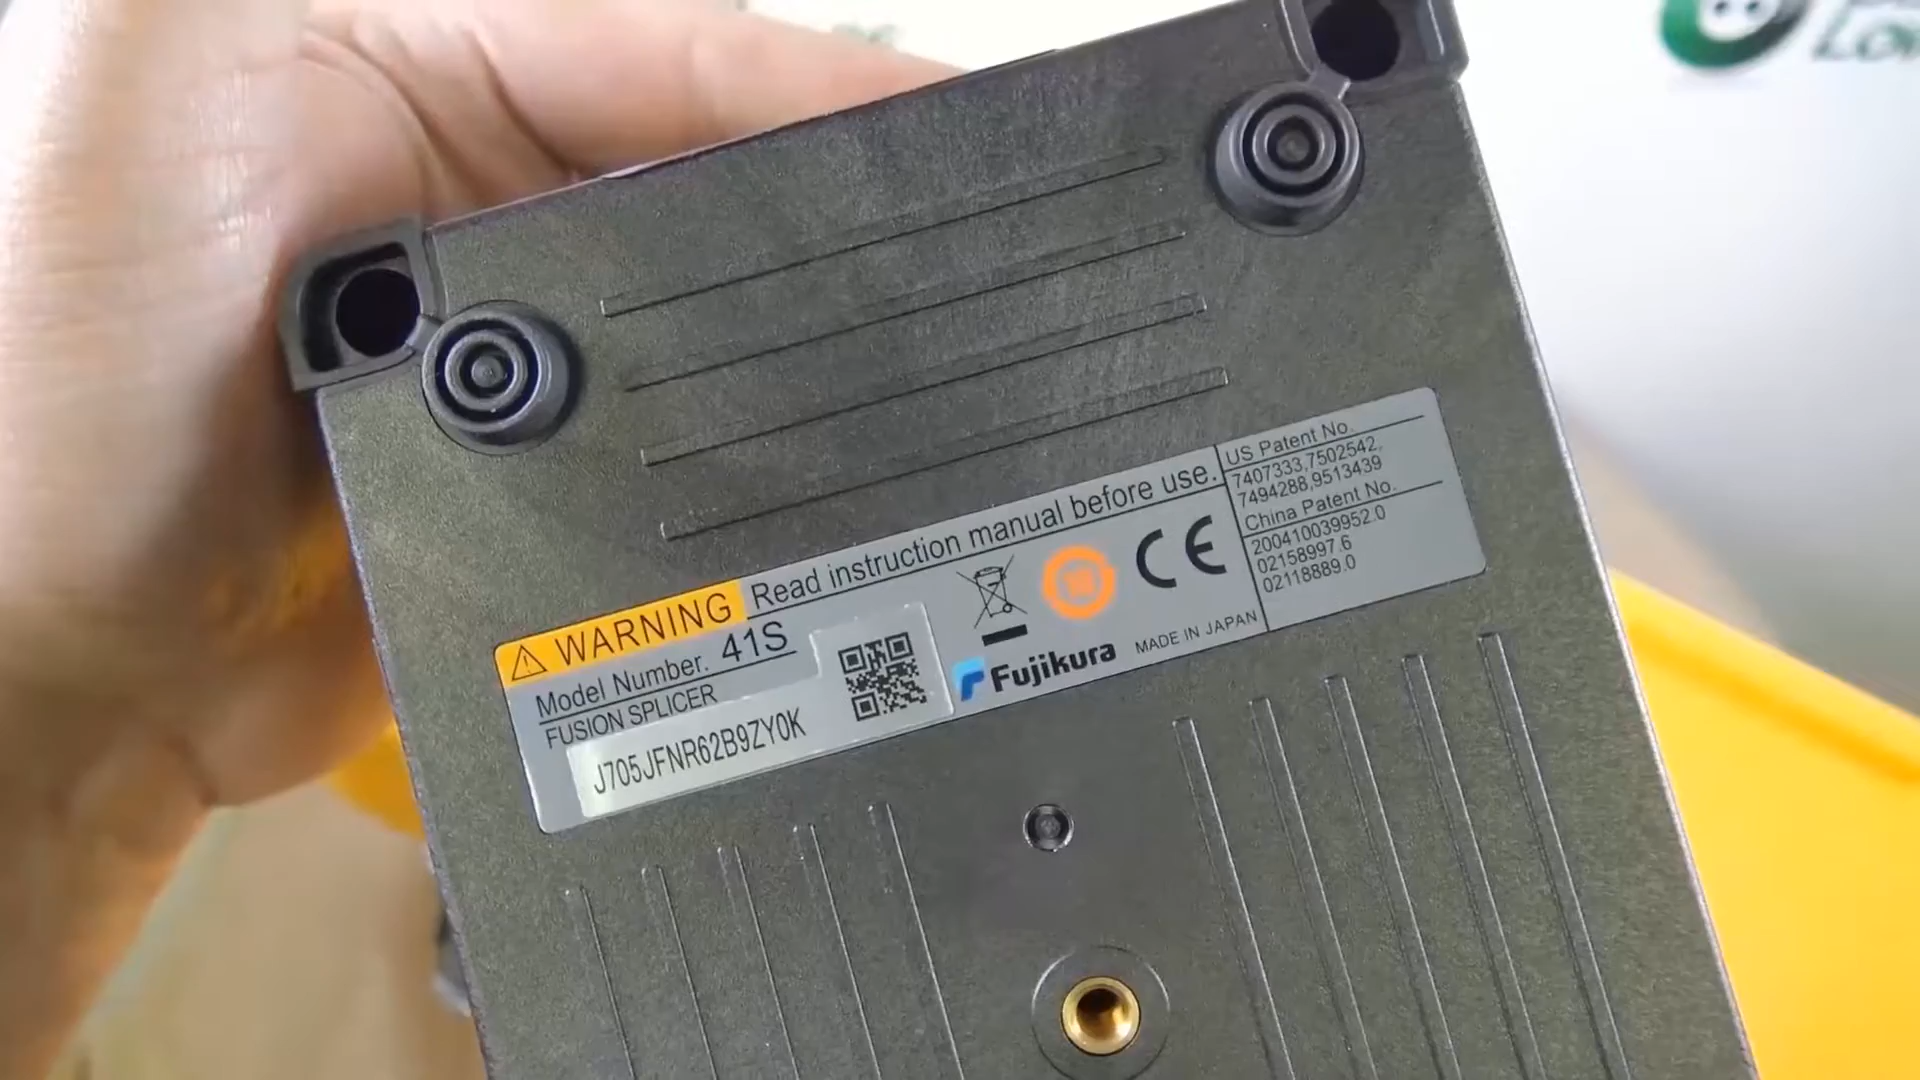 WARNING Read instruction manual before use.
Model Number. 41S
FUSION SPLICER
J705JFNR62B9ZY0K
Fujikura
MADE IN JAPAN
CE
US Patent No.
7407333,7502542,
7494288,9513439
China Patent No.
200410039952.0
02158997.6
02118889.0